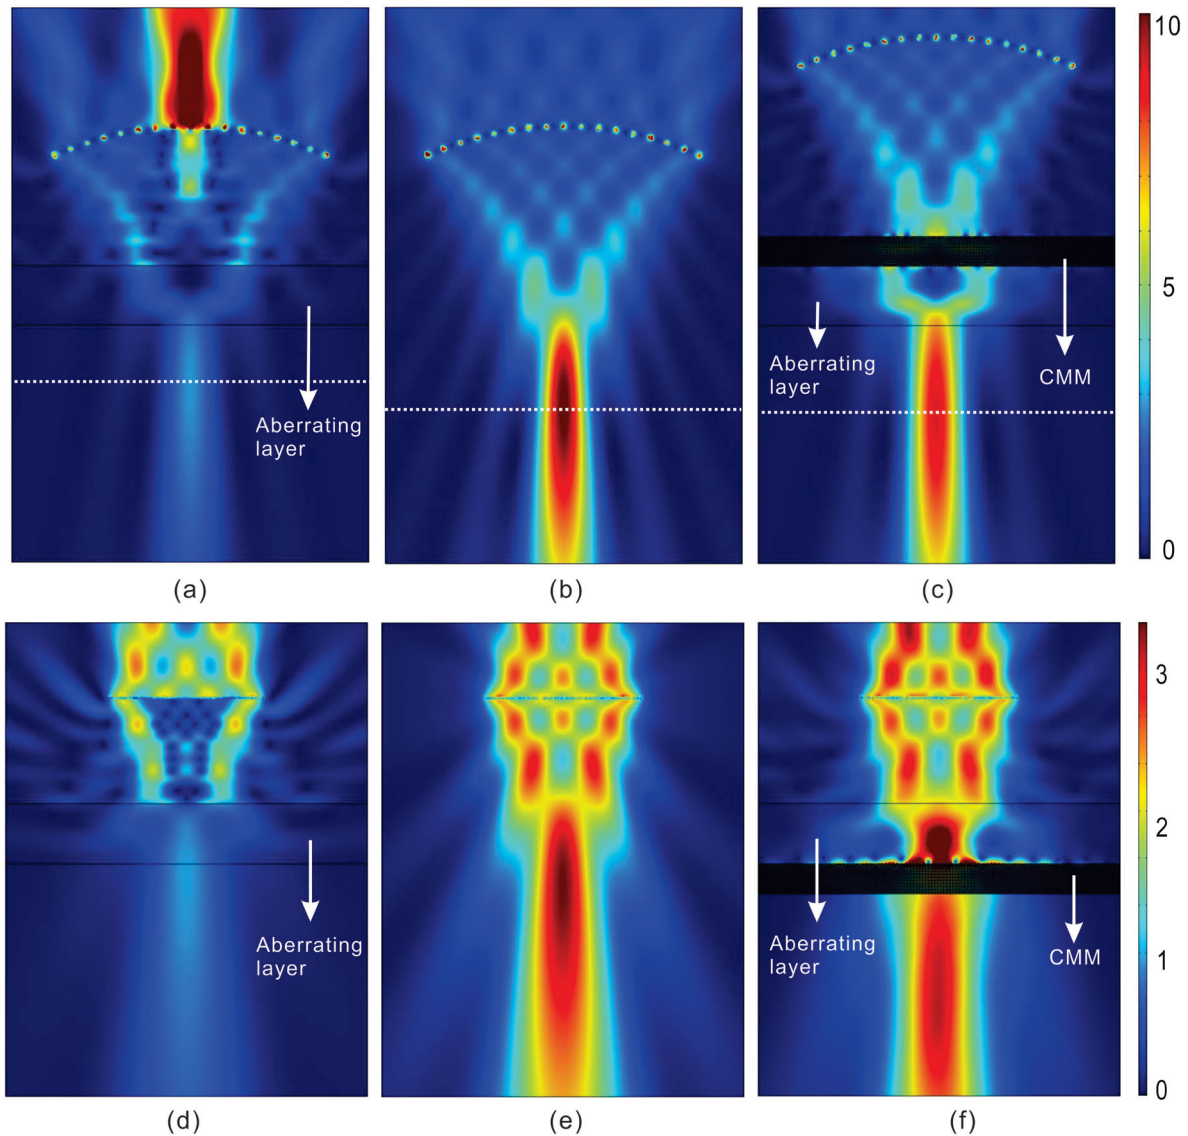 10
5
0
Aberrating
layer
Aberrating
layer
CMM
(a)
(b)
(c)
3
2
1
0
Aberrating
layer
Aberrating
layer
CMM
(d)
(e)
(f)